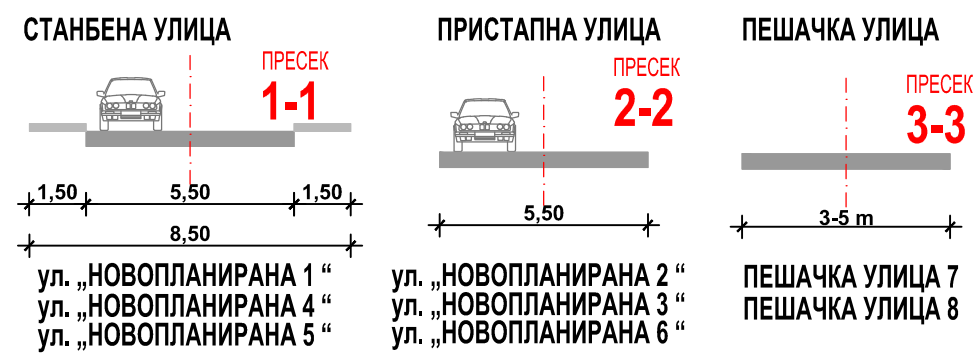 СТАНБЕНА УЛИЦА
ПРЕСЕК
1-1
1,50 5,50 1,50
8,50
ул. „НОВОПЛАНИРАНА 1 “
ул. „НОВОПЛАНИРАНА 4 “
ул. „НОВОПЛАНИРАНА 5 “
ПРИСТАПНА УЛИЦА
ПРЕСЕК
2-2
5,50
ул. „НОВОПЛАНИРАНА 2 “
ул. „НОВОПЛАНИРАНА 3 “
ул. „НОВОПЛАНИРАНА 6 “
ПЕШАЧКА УЛИЦА
ПРЕСЕК
3-3
3-5 m
ПЕШАЧКА УЛИЦА 7
ПЕШАЧКА УЛИЦА 8